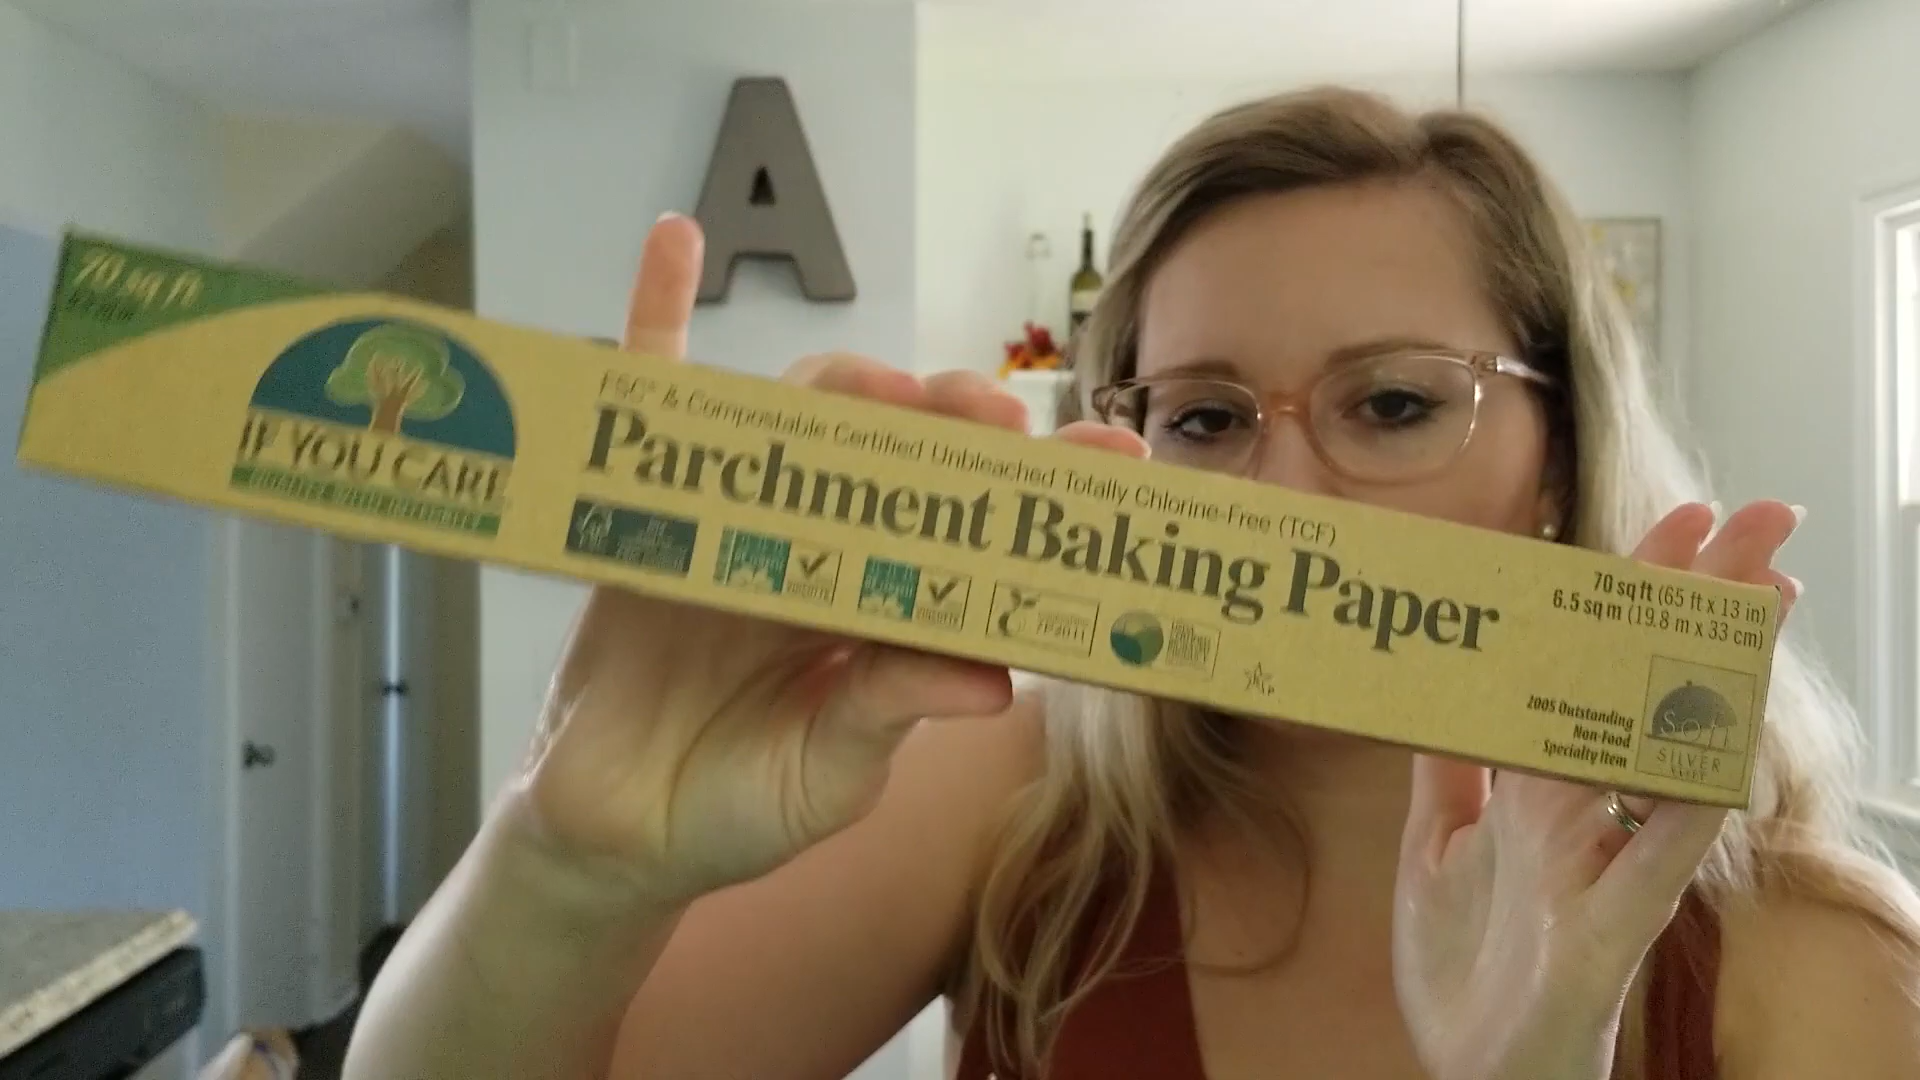 A
70 sq ft
IF YOU CARE
FSC® & Compostable Certified Unbleached Totally Chlorine-Free (TCF)
Parchment Baking Paper
70 sq ft (65 ft x 13 in)
6.5 sq m (19.8 m x 33 cm)
2005 Outstanding
Non-Food
Specialty Item
sofi
SILVER